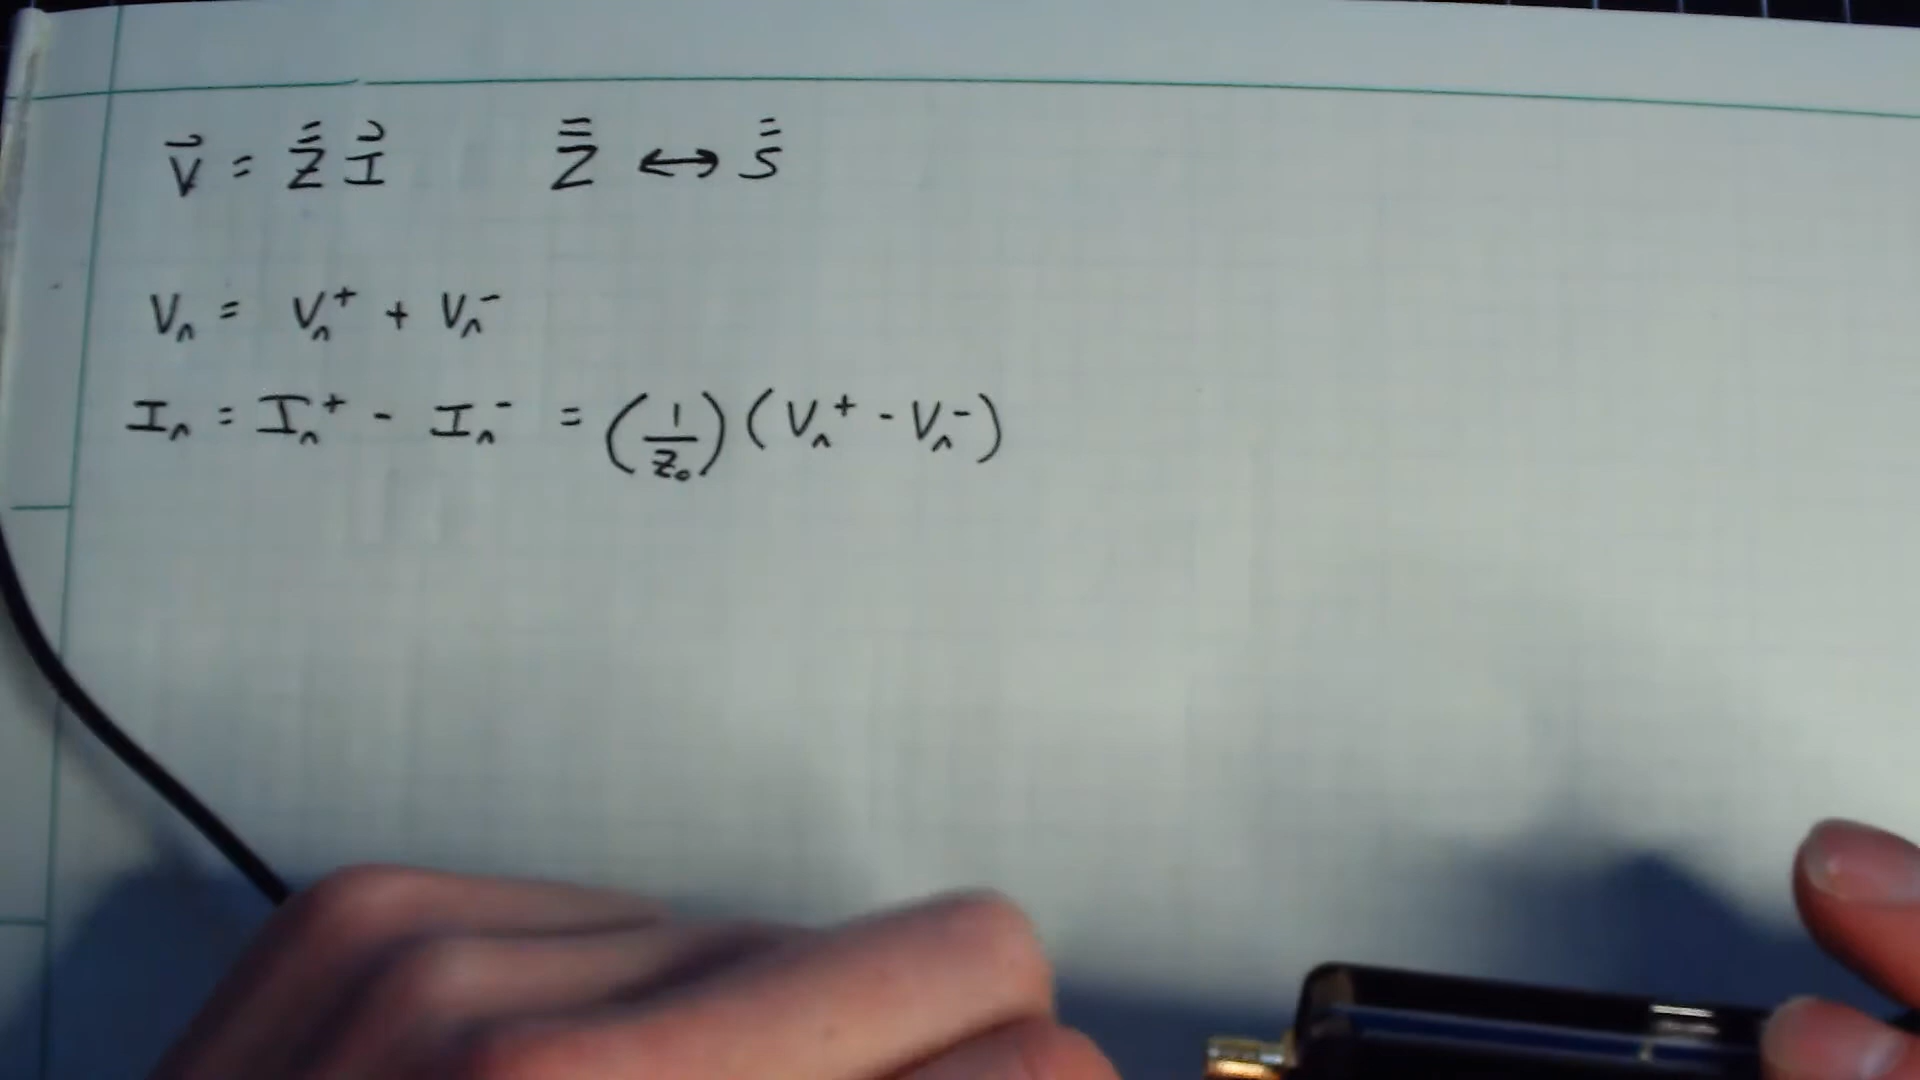 V⃗ = Z̿ I⃗ Z̿ ↔ S̿
Vₙ = Vₙ⁺ + Vₙ⁻
Iₙ = Iₙ⁺ - Iₙ⁻ = (1/Z₀)(Vₙ⁺ - Vₙ⁻)